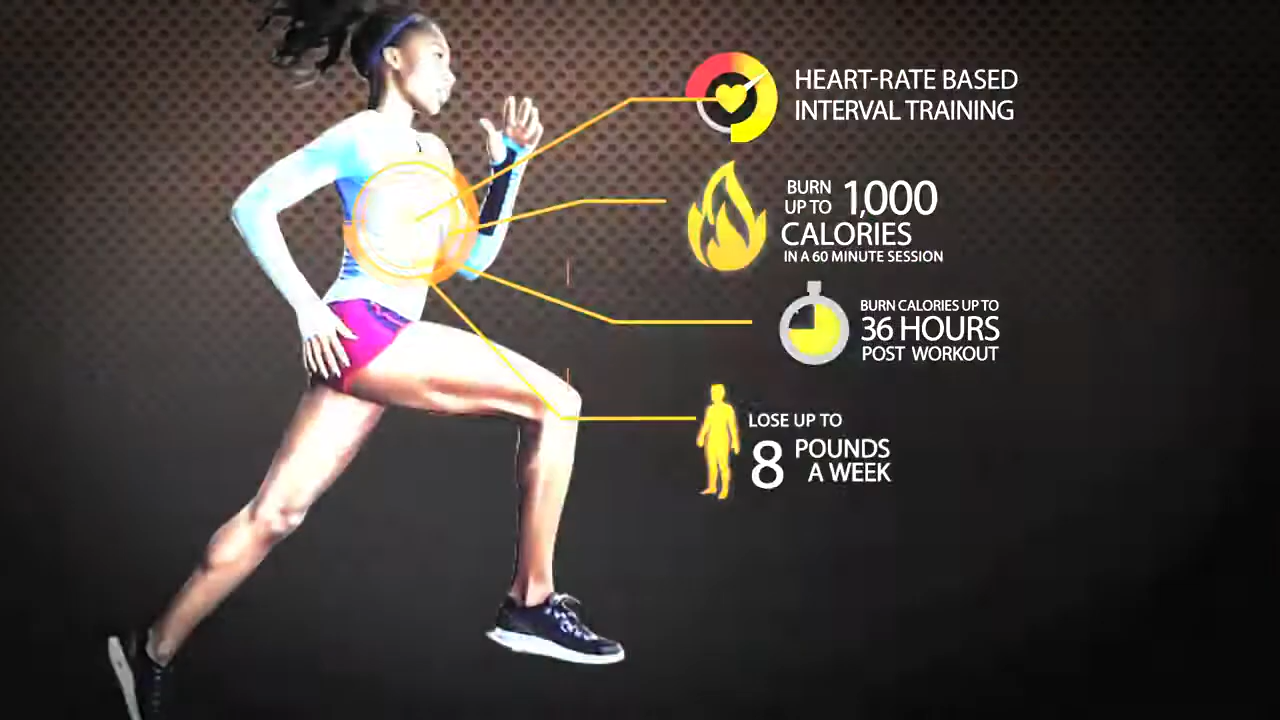 HEART-RATE BASED
INTERVAL TRAINING
BURN
UP TO 1,000
CALORIES
IN A 60 MINUTE SESSION
BURN CALORIES UP TO
36 HOURS
POST WORKOUT
LOSE UP TO
8 POUNDS
A WEEK